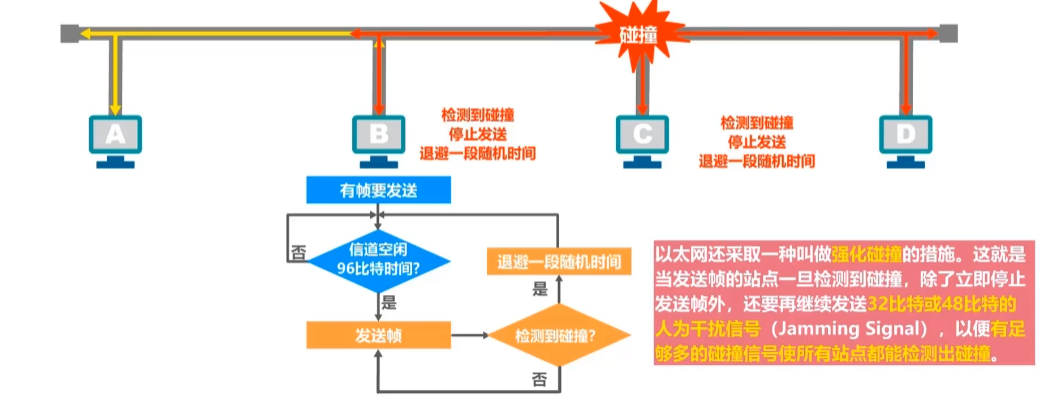 碰撞
A
B
C
D
检测到碰撞
停止发送
退避一段随机时间
检测到碰撞
停止发送
退避一段随机时间
有帧要发送
否
信道空闲
96比特时间?
是
发送帧
检测到碰撞?
是
退避一段随机时间
否
以太网还采取一种叫做强化碰撞的措施。这就是
当发送帧的站点一旦检测到碰撞，除了立即停止
发送帧外，还要再继续发送32比特或48比特的
人为干扰信号（Jamming Signal），以便有足
够多的碰撞信号使所有站点都能检测出碰撞。